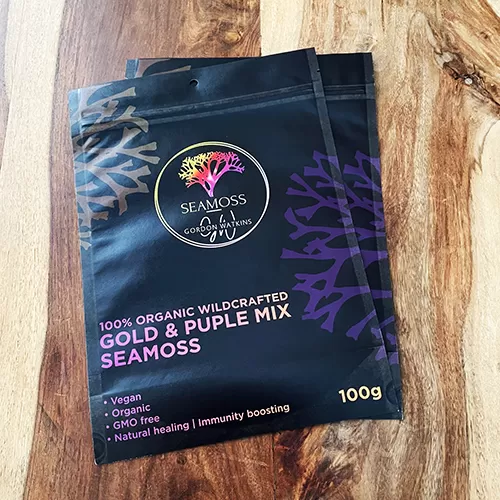 SEAMOSS
GW
GORDON WATKINS
100% ORGANIC WILDCRAFTED
GOLD & PUPLE MIX
SEAMOSS
• Vegan
• Organic
• GMO free
• Natural healing | Immunity boosting
100g